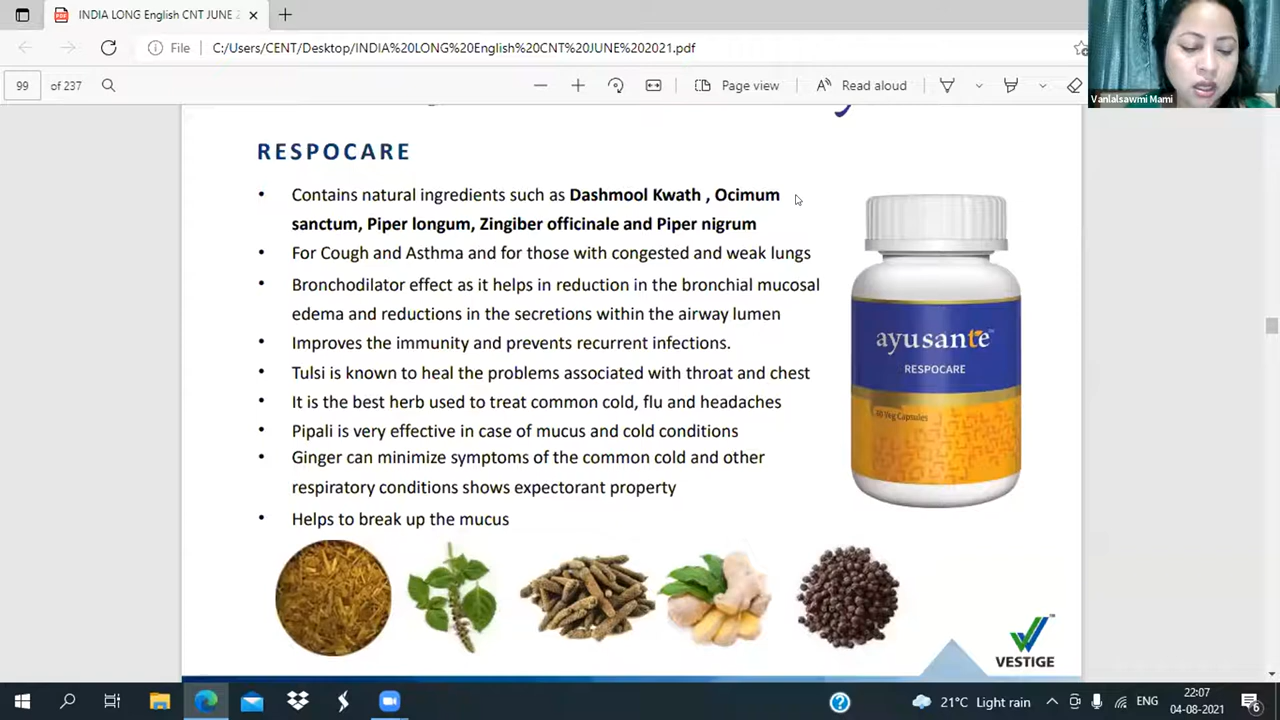 INDIA LONG English CNT JUNE 2
File
C:/Users/CENT/Desktop/INDIA%20LONG%20English%20CNT%20JUNE%202021.pdf
99 of 237
Page view
Read aloud
Vanlalsawmi Mami
RESPOCARE
• Contains natural ingredients such as Dashmool Kwath , Ocimum
sanctum, Piper longum, Zingiber officinale and Piper nigrum
• For Cough and Asthma and for those with congested and weak lungs
• Bronchodilator effect as it helps in reduction in the bronchial mucosal
edema and reductions in the secretions within the airway lumen
• Improves the immunity and prevents recurrent infections.
• Tulsi is known to heal the problems associated with throat and chest
• It is the best herb used to treat common cold, flu and headaches
• Pipali is very effective in case of mucus and cold conditions
• Ginger can minimize symptoms of the common cold and other
respiratory conditions shows expectorant property
• Helps to break up the mucus
ayusante
RESPOCARE
Veg Capsules
VESTIGE
21°C Light rain
ENG
22:07
04-08-2021
6